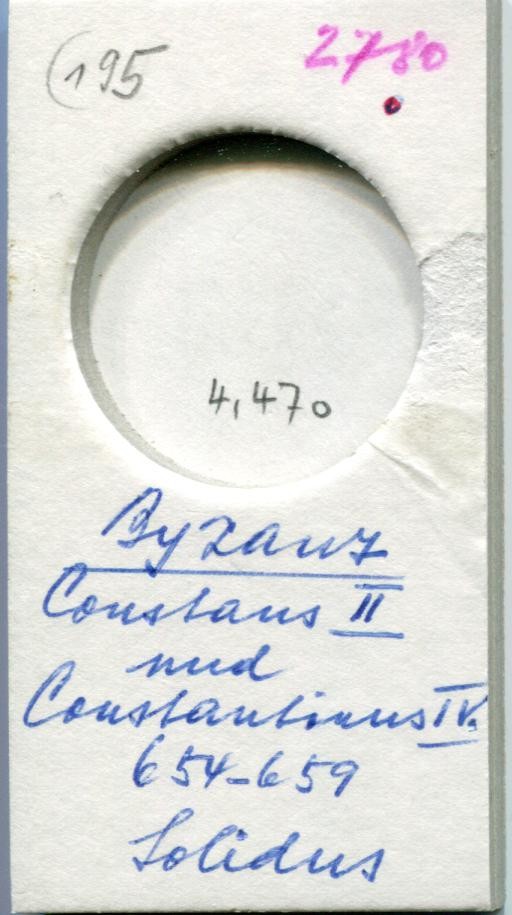 (195
2780
4,470
Byzanz
Constans II
und
Constantinus IV.
654-659
Solidus